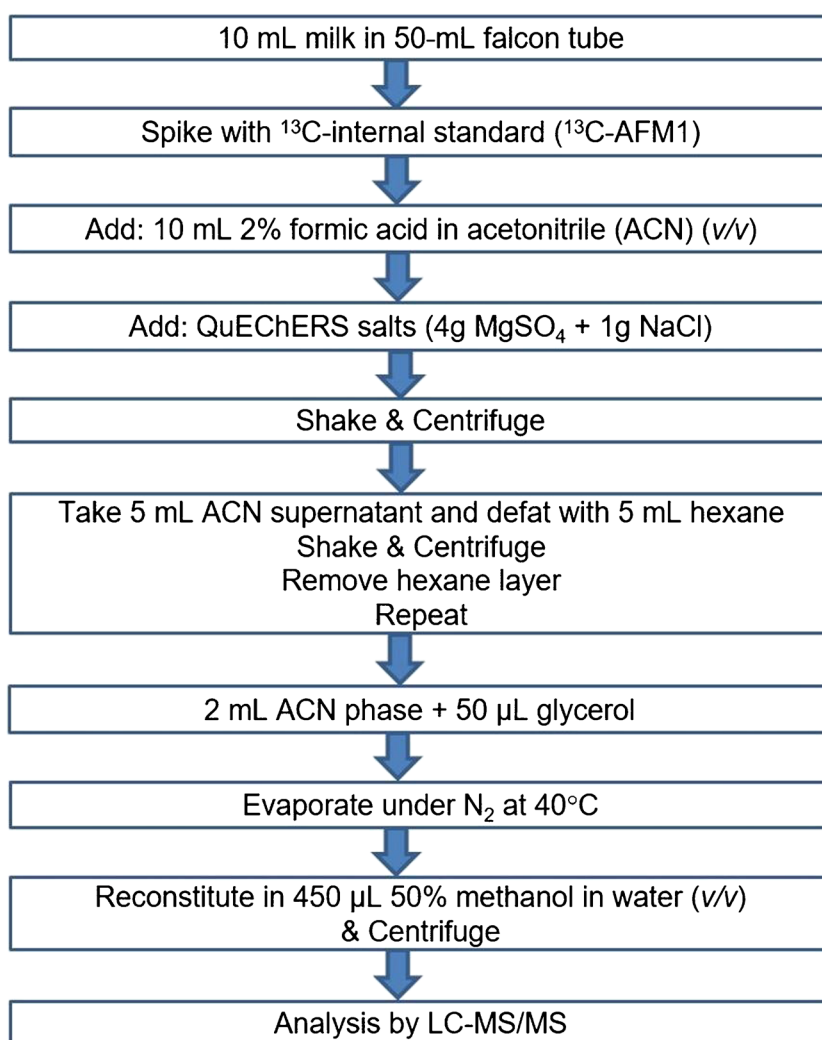 10 mL milk in 50-mL falcon tube
Spike with ¹³C-internal standard (¹³C-AFM1)
Add: 10 mL 2% formic acid in acetonitrile (ACN) (v/v)
Add: QuEChERS salts (4g MgSO₄ + 1g NaCl)
Shake & Centrifuge
Take 5 mL ACN supernatant and defat with 5 mL hexane
Shake & Centrifuge
Remove hexane layer
Repeat
2 mL ACN phase + 50 µL glycerol
Evaporate under N₂ at 40°C
Reconstitute in 450 µL 50% methanol in water (v/v)
& Centrifuge
Analysis by LC-MS/MS